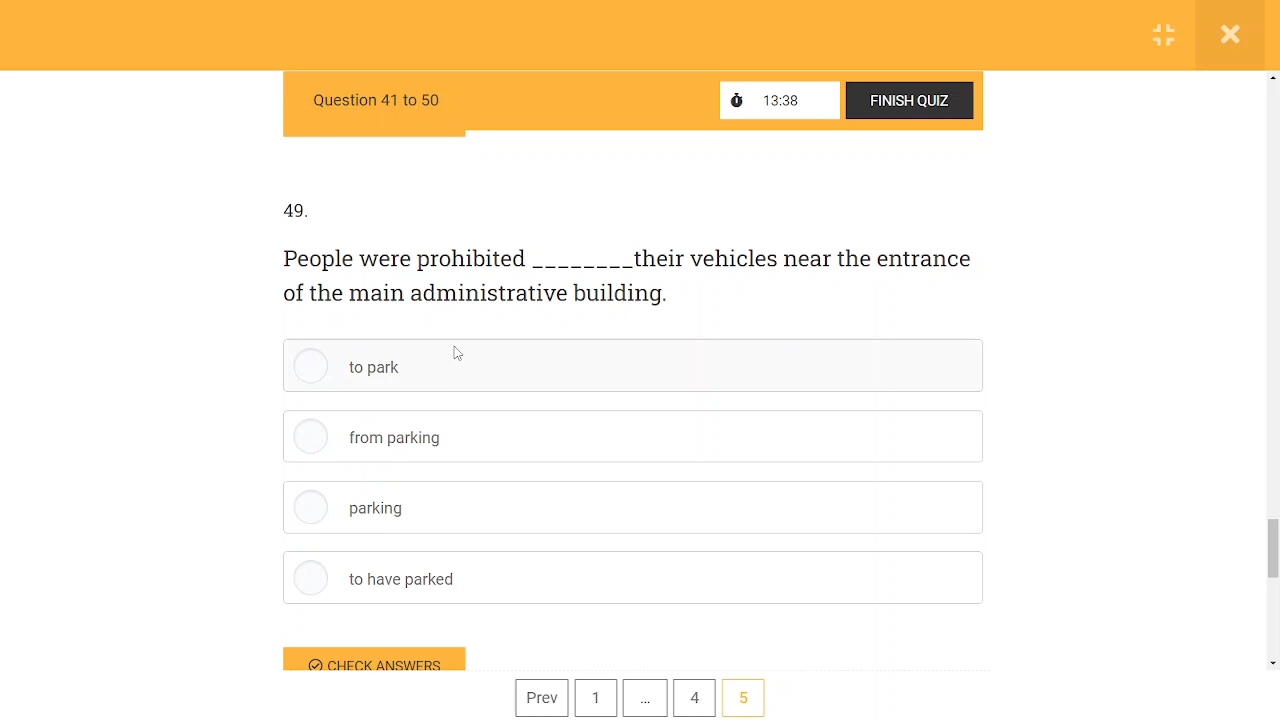 Question 41 to 50
13:38
FINISH QUIZ
49.
People were prohibited ________their vehicles near the entrance
of the main administrative building.
to park
from parking
parking
to have parked
CHECK ANSWERS
Prev
1
...
4
5